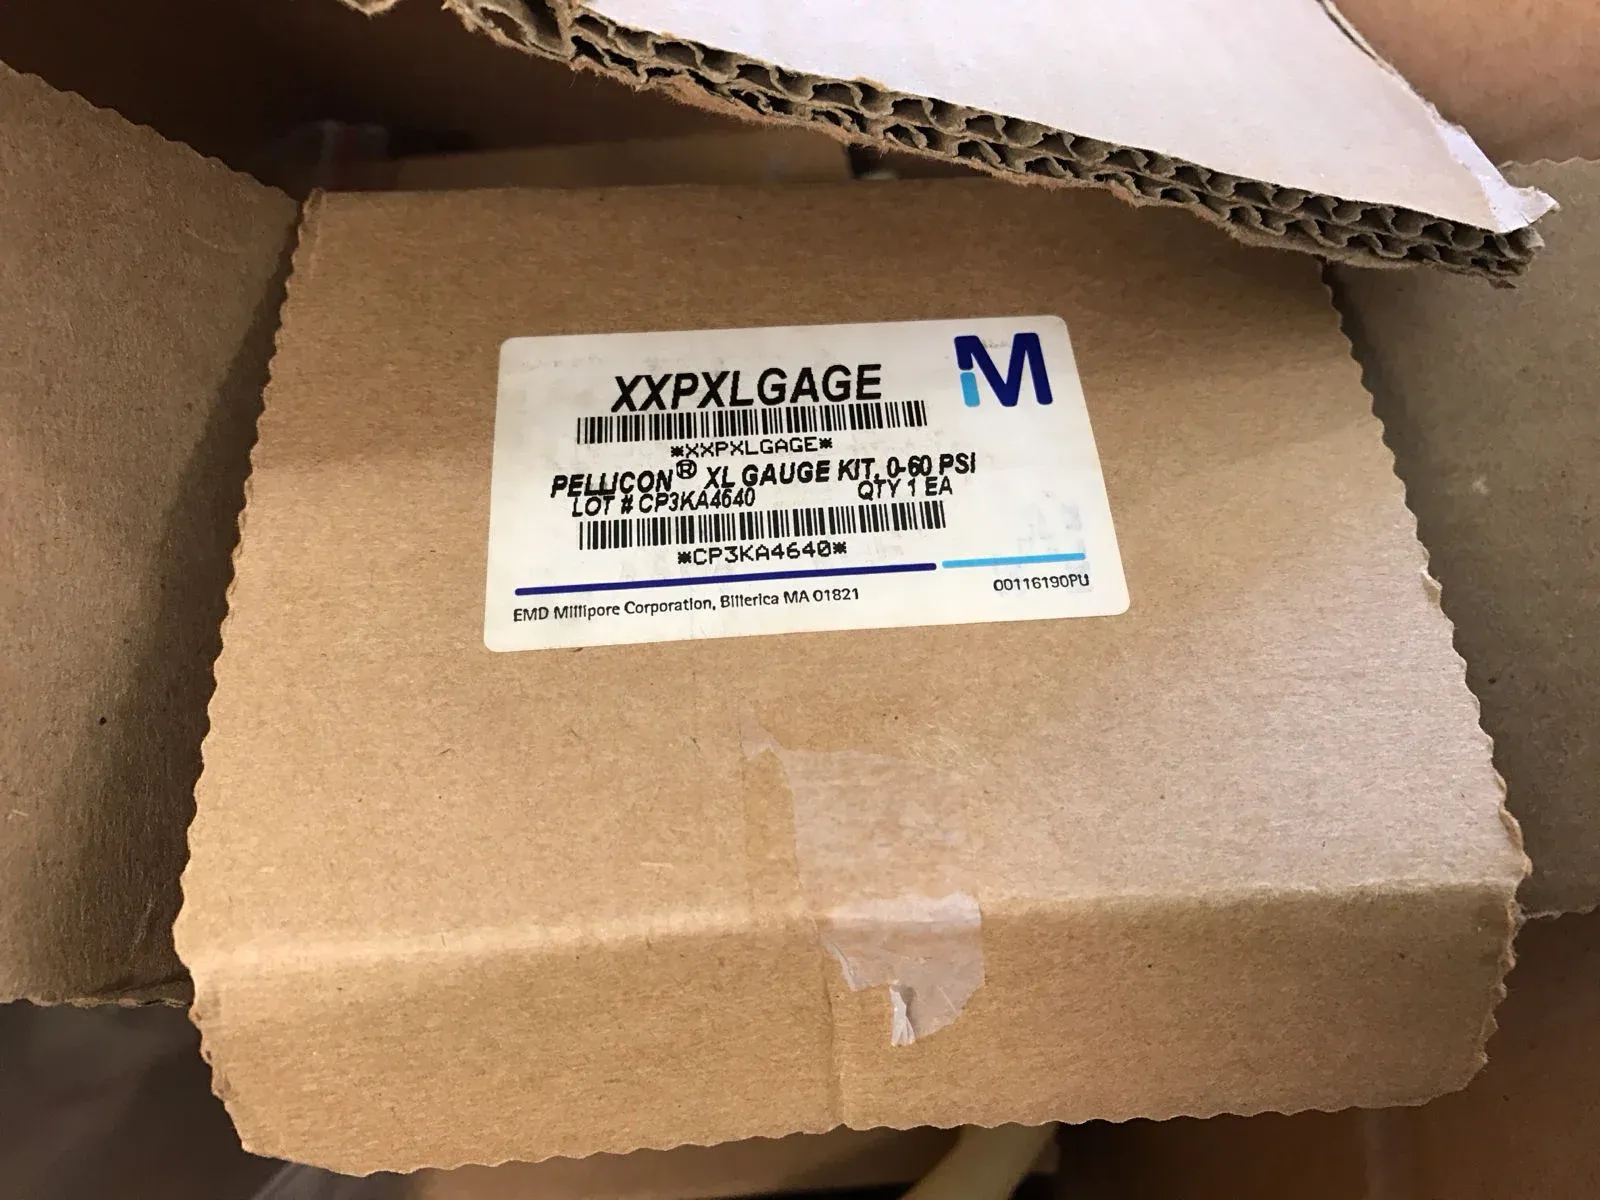 XXPXLGAGE
M
*XXPXLGAGE*
PELLICON® XL GAUGE KIT, 0-60 PSI
LOT # CP3KA4640 QTY 1 EA
*CP3KA4640*
EMD Millipore Corporation, Billerica MA 01821
00116190PU